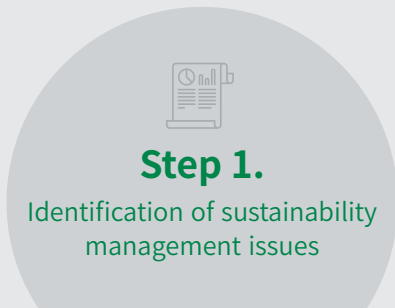 Step 1.
Identification of sustainability
management issues